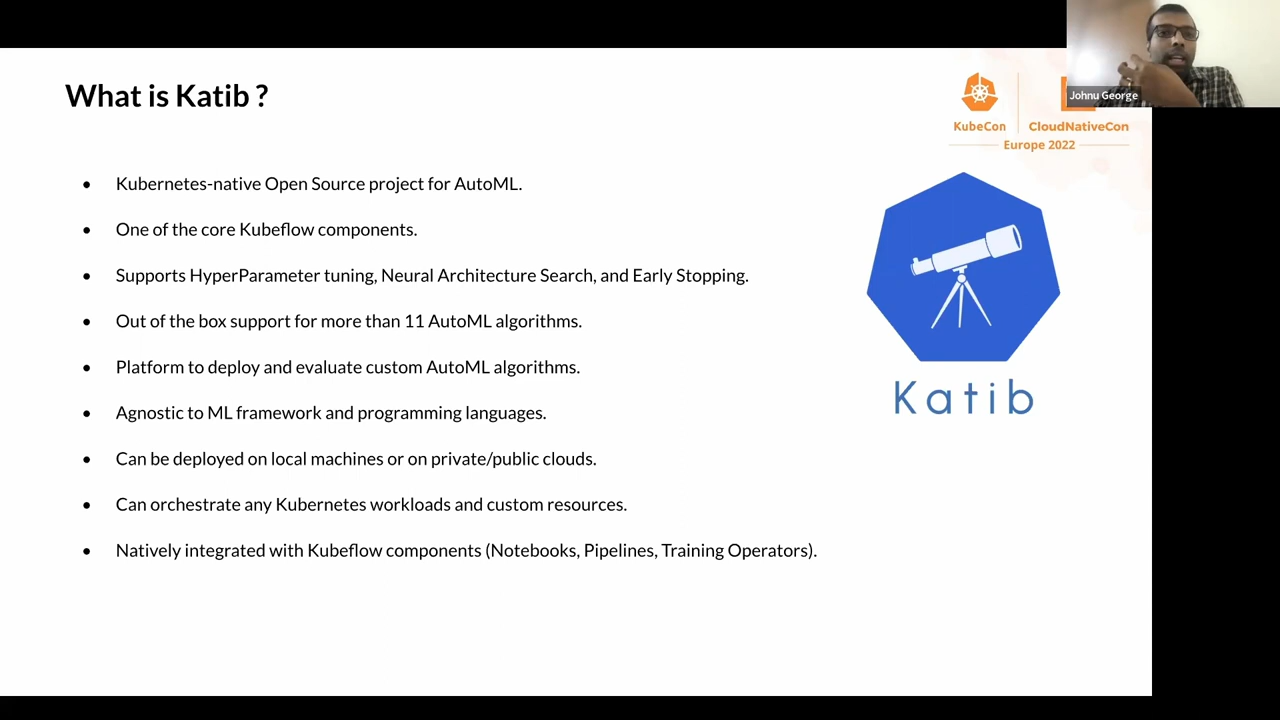 What is Katib ?
Johnu George
KubeCon
CloudNativeCon
Europe 2022
Kubernetes-native Open Source project for AutoML.
One of the core Kubeflow components.
Supports HyperParameter tuning, Neural Architecture Search, and Early Stopping.
Out of the box support for more than 11 AutoML algorithms.
Platform to deploy and evaluate custom AutoML algorithms.
Agnostic to ML framework and programming languages.
Can be deployed on local machines or on private/public clouds.
Can orchestrate any Kubernetes workloads and custom resources.
Natively integrated with Kubeflow components (Notebooks, Pipelines, Training Operators).
Katib